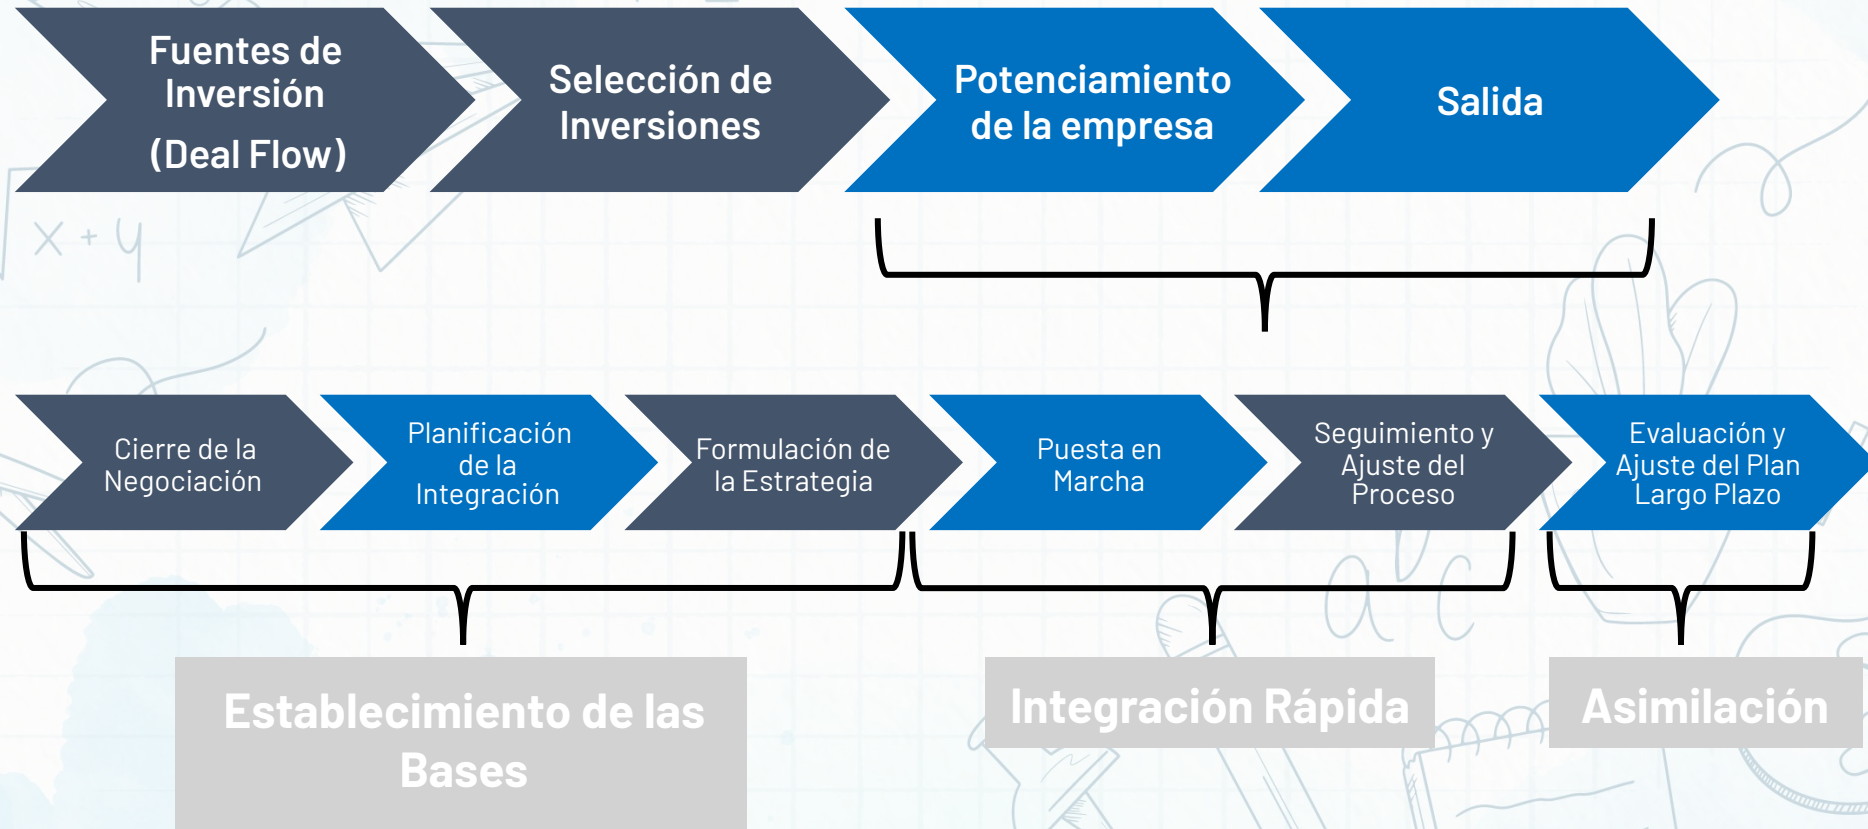 Fuentes de
Inversión
(Deal Flow)
Selección de
Inversiones
Potenciamiento
de la empresa
Salida
x + y
Cierre de la
Negociación
Planificación
de la
Integración
Formulación de
la Estrategia
Puesta en
Marcha
Seguimiento y
Ajuste del
Proceso
Evaluación y
Ajuste del Plan
Largo Plazo
Establecimiento de las
Bases
Integración Rápida
Asimilación